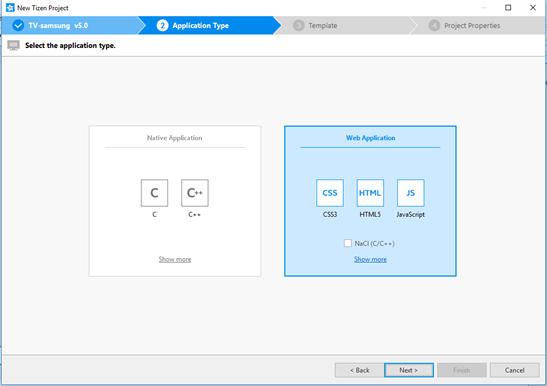 New Tizen Project
TV-samsung v5.0
2 Application Type
3 Template
4 Project Properties
Select the application type.
Native Application
C
C++
C
C++
Show more
Web Application
CSS
HTML
JS
CSS3
HTML5
JavaScript
NaCl (C/C++)
Show more
< Back
Next >
Finish
Cancel